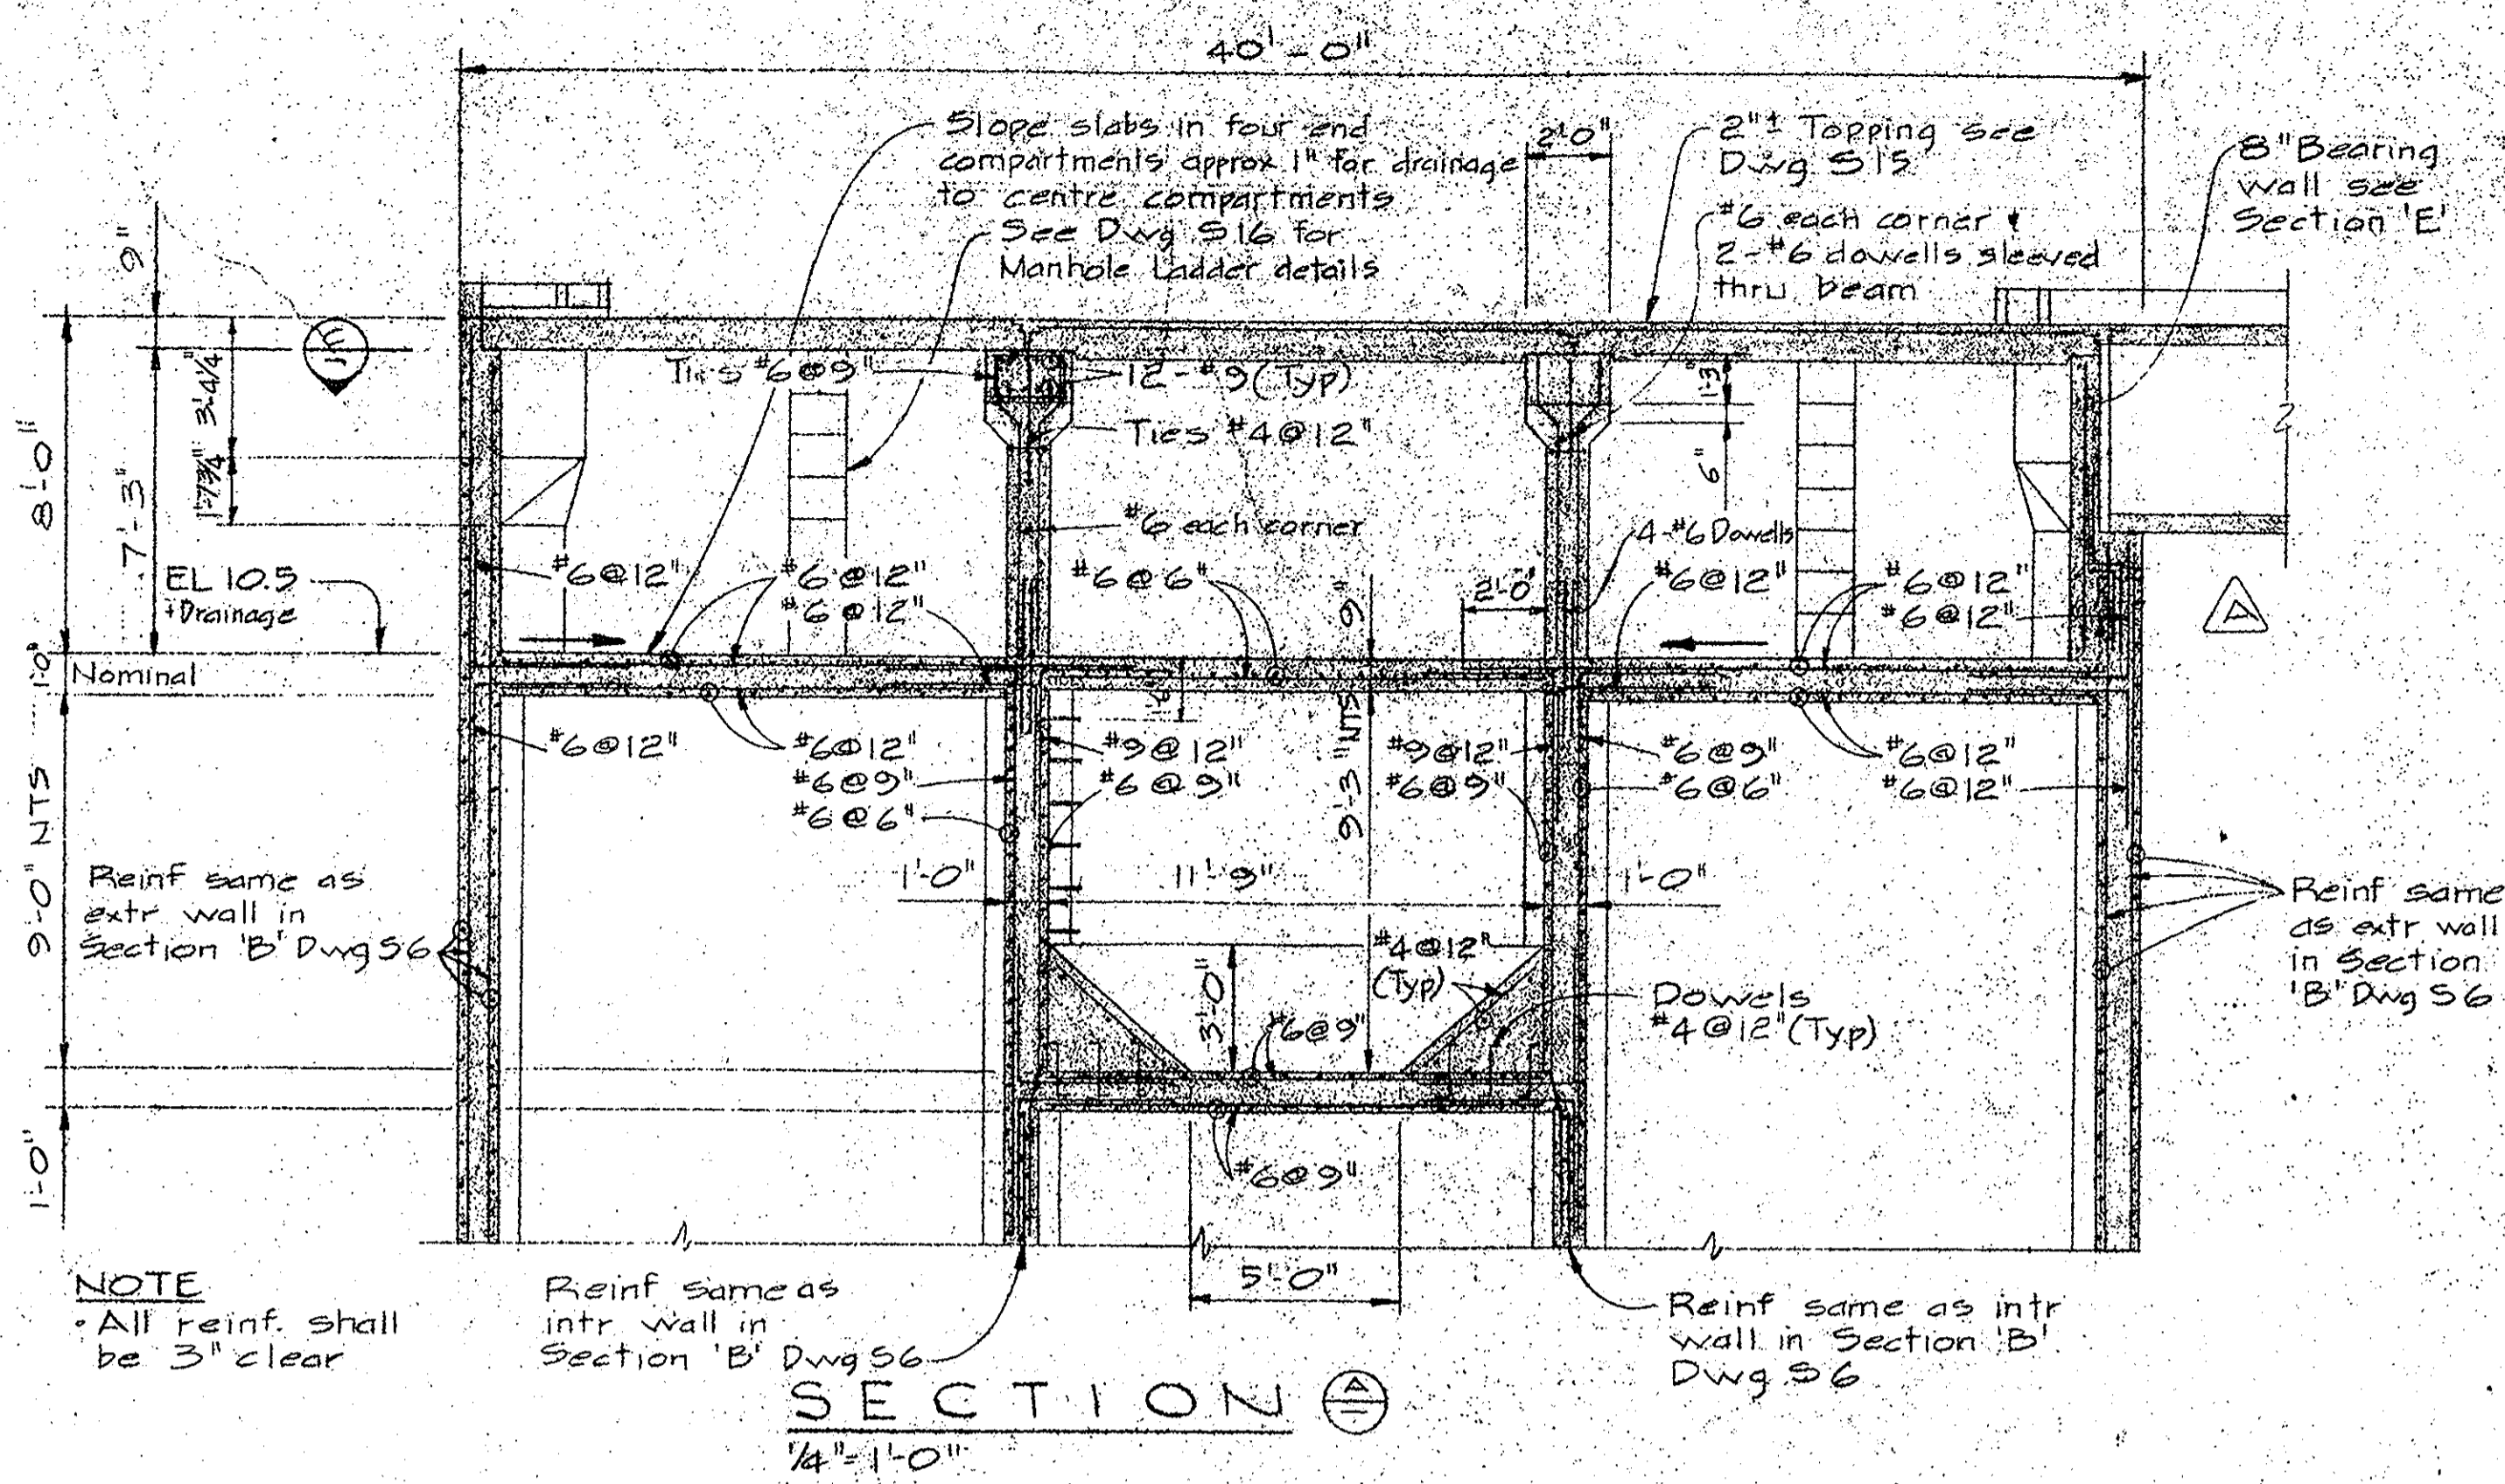 40'-0"
Slope slabs in four end
compartments approx 1" for drainage
to centre compartments
See Dwg S16 for
Manhole Ladder details
2'0"
2"± Topping see
Dwg S15
#6 each corner &
2-#6 dowells sleeved
thru beam
8" Bearing
wall see
Section 'E'
9"
8'-0"
7'-3"
3'-4 1/4"
1'-7 3/4"
Ties #6@9"
12-#9 (Typ)
Ties #4@12"
1'-3"
6"
#6 each corner
4-#6 Dowells
EL 10.5
+Drainage
#6@12"
#6@12"
#6@12"
#6@6"
9"
2'-0"
#6@12"
#6@12"
#6@12"
A
1'-0"
Nominal
#6@12"
#6@12"
#6@9"
#6@6"
1'-6"
#9@12"
#6@9"
9'-3" NTS
#9@12"
#6@9"
#6@9"
#6@6"
#6@12"
#6@12"
9'-0" NTS
Reinf same as
extr wall in
Section 'B' Dwg S6
1'-0"
11'-9"
1'-0"
Reinf same
as extr wall
in Section
'B' Dwg S6
#4@12"
(Typ)
3'-0"
#6@9"
Dowels
#4@12" (Typ)
1'-0"
#6@9"
5'-0"
NOTE
• All reinf. shall
be 3" clear
Reinf same as
intr wall in
Section 'B' Dwg S6
Reinf same as intr
wall in Section 'B'
Dwg S6
SECTION A
1/4"=1'-0"